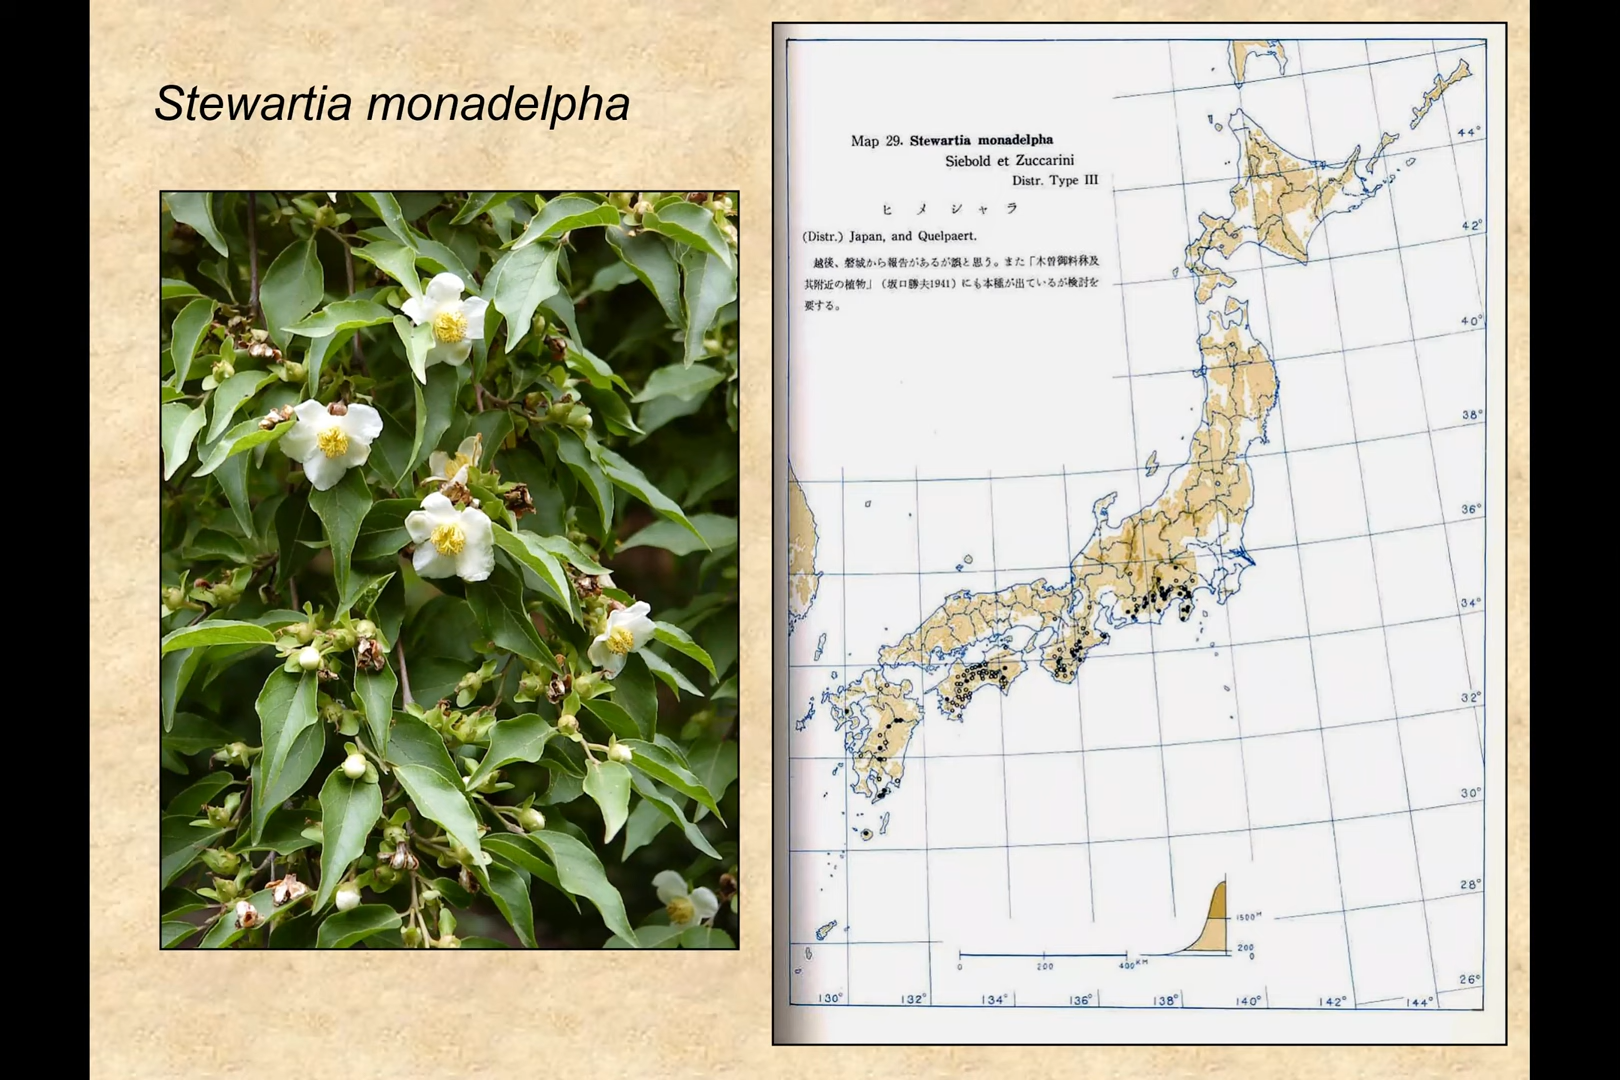 Stewartia monadelpha
Map 29. Stewartia monadelpha
Siebold et Zuccarini
Distr. Type III
ヒ メ シ ャ ラ
(Distr.) Japan, and Quelpaert.
越後、磐城から報告があるが誤と思う。また「木曽御料林及
其附近の植物」（坂口勝夫1941）にも本種が出ているが検討を
要する。
44°
42°
40°
38°
36°
34°
32°
30°
28°
26°
1500M
200
0
0 200 400KM
130° 132° 134° 136° 138° 140° 142° 144°